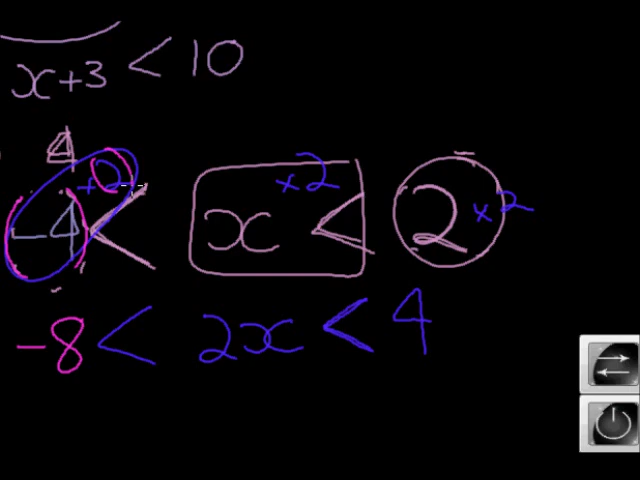 x+3 < 10
4
×2 ×2
-4 < x < 2 ×2
-8 < 2x < 4